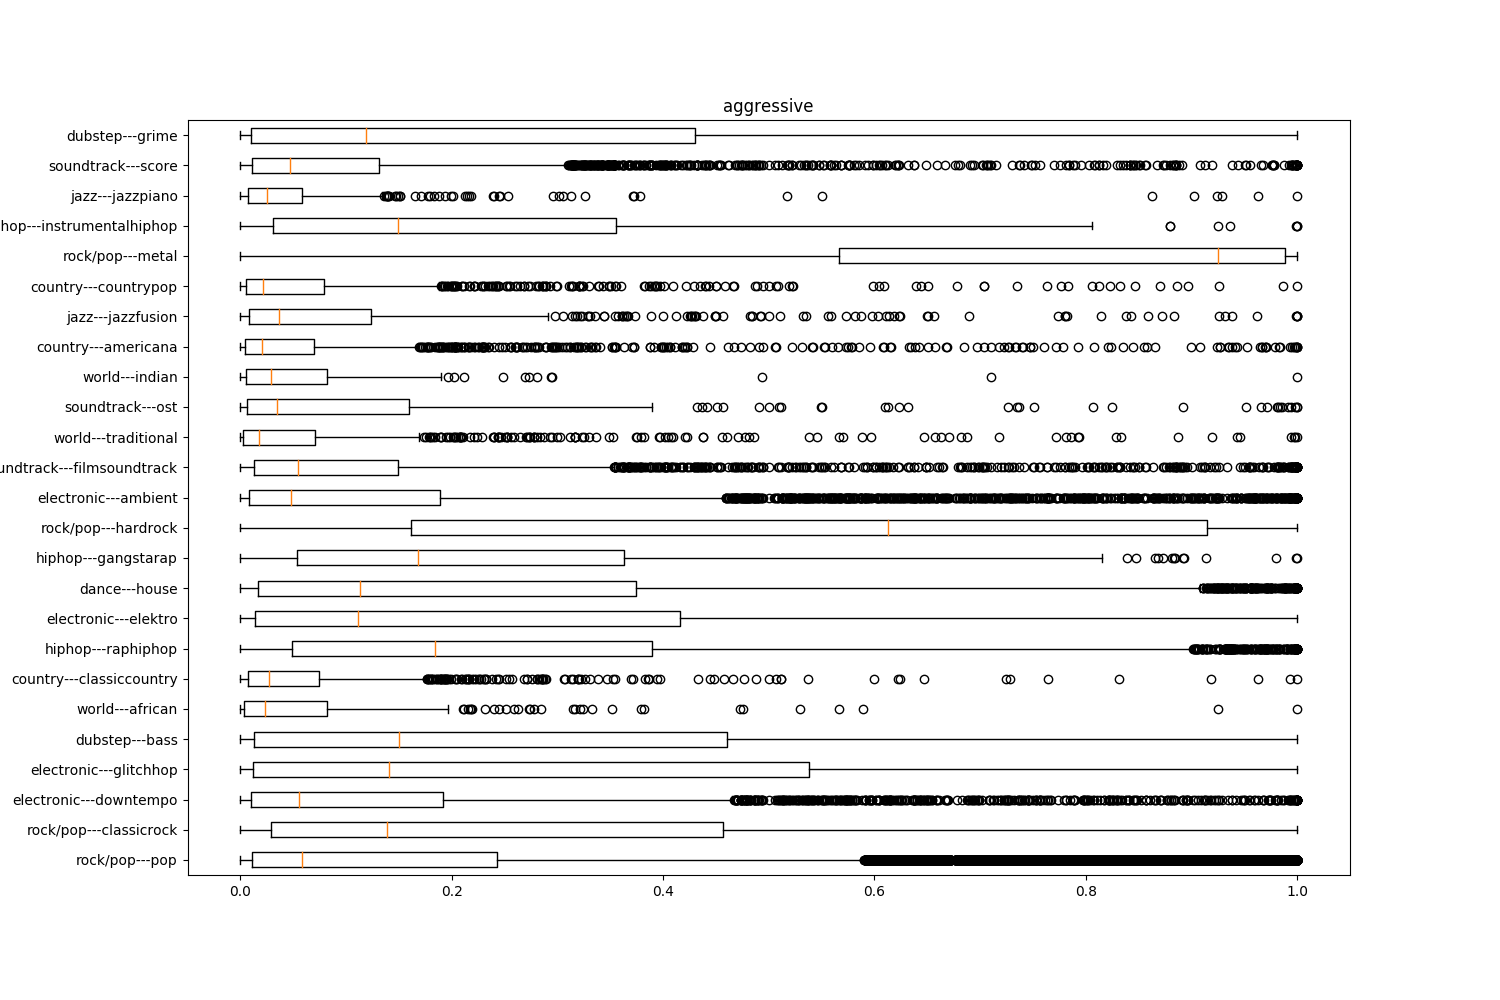 aggressive
dubstep---grime
soundtrack---score
jazz---jazzpiano
hop---instrumentalhiphop
rock/pop---metal
country---countrypop
jazz---jazzfusion
country---americana
world---indian
soundtrack---ost
world---traditional
undtrack---filmsoundtrack
electronic---ambient
rock/pop---hardrock
hiphop---gangstarap
dance---house
electronic---elektro
hiphop---raphiphop
country---classiccountry
world---african
dubstep---bass
electronic---glitchhop
electronic---downtempo
rock/pop---classicrock
rock/pop---pop
0.0 0.2 0.4 0.6 0.8 1.0